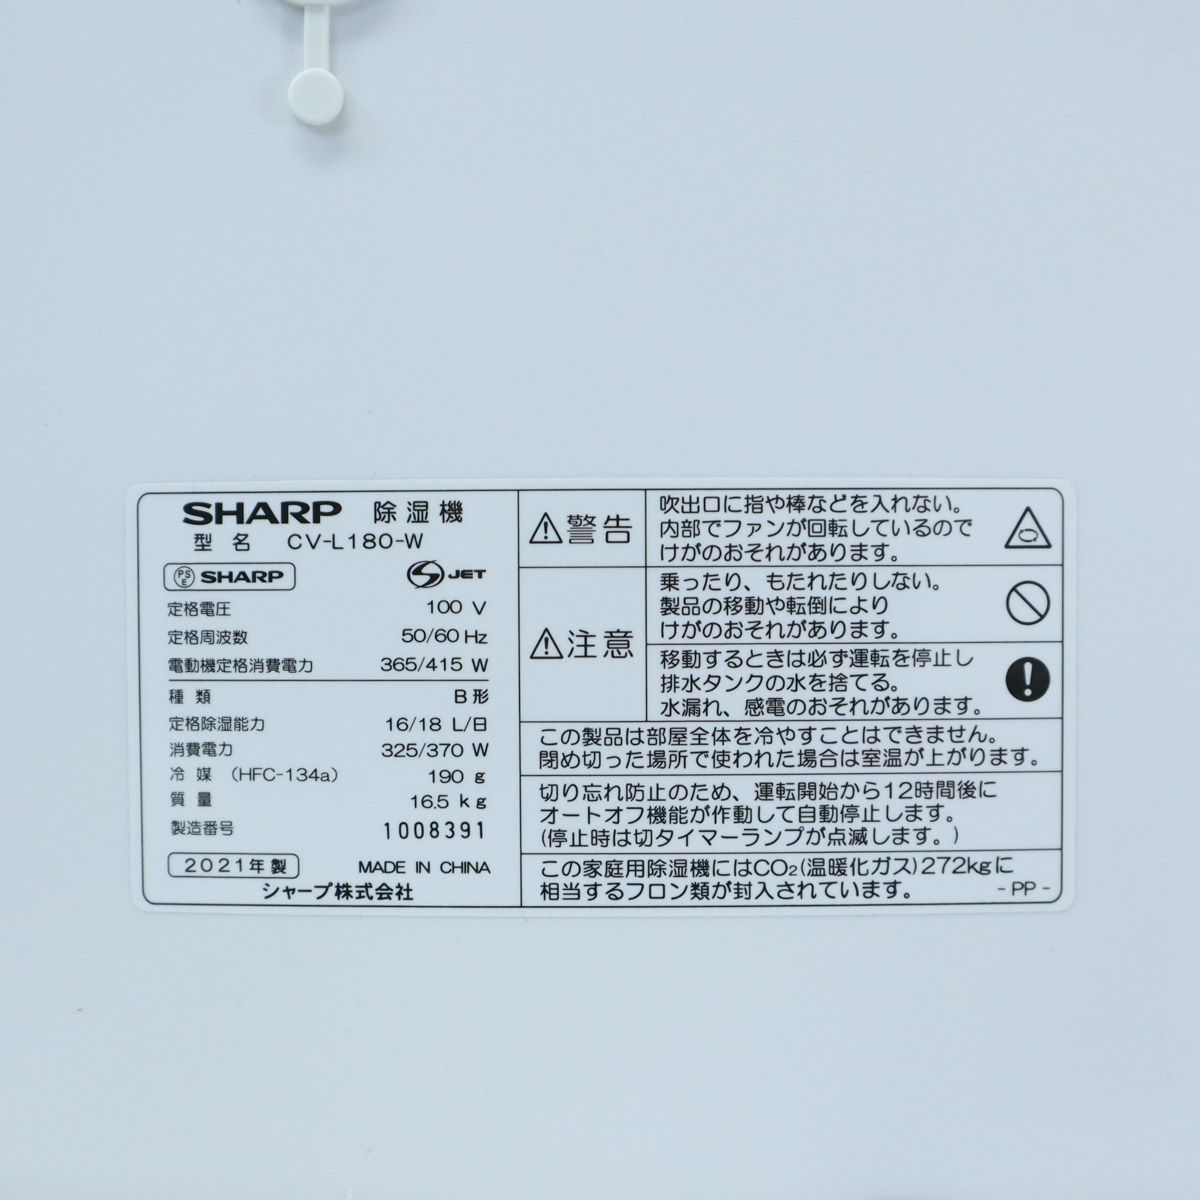 SHARP 除湿機
型 名 CV-L180-W
PSE SHARP
S JET
定格電圧 100 V
定格周波数 50/60 Hz
電動機定格消費電力 365/415 W
種 類 B 形
定格除湿能力 16/18 L/日
消費電力 325/370 W
冷 媒 (HFC-134a) 190 g
質 量 16.5 kg
製造番号 1008391
2021年製 MADE IN CHINA
シャープ株式会社
警告
吹出口に指や棒などを入れない。
内部でファンが回転しているので
けがのおそれがあります。
注意
乗ったり、もたれたりしない。
製品の移動や転倒により
けがのおそれがあります。
移動するときは必ず運転を停止し
排水タンクの水を捨てる。
水漏れ、感電のおそれがあります。
この製品は部屋全体を冷やすことはできません。
閉め切った場所で使われた場合は室温が上がります。
切り忘れ防止のため、運転開始から12時間後に
オートオフ機能が作動して自動停止します。
(停止時は切タイマーランプが点滅します。)
この家庭用除湿機にはCO₂(温暖化ガス)272kgに
相当するフロン類が封入されています。 - PP -